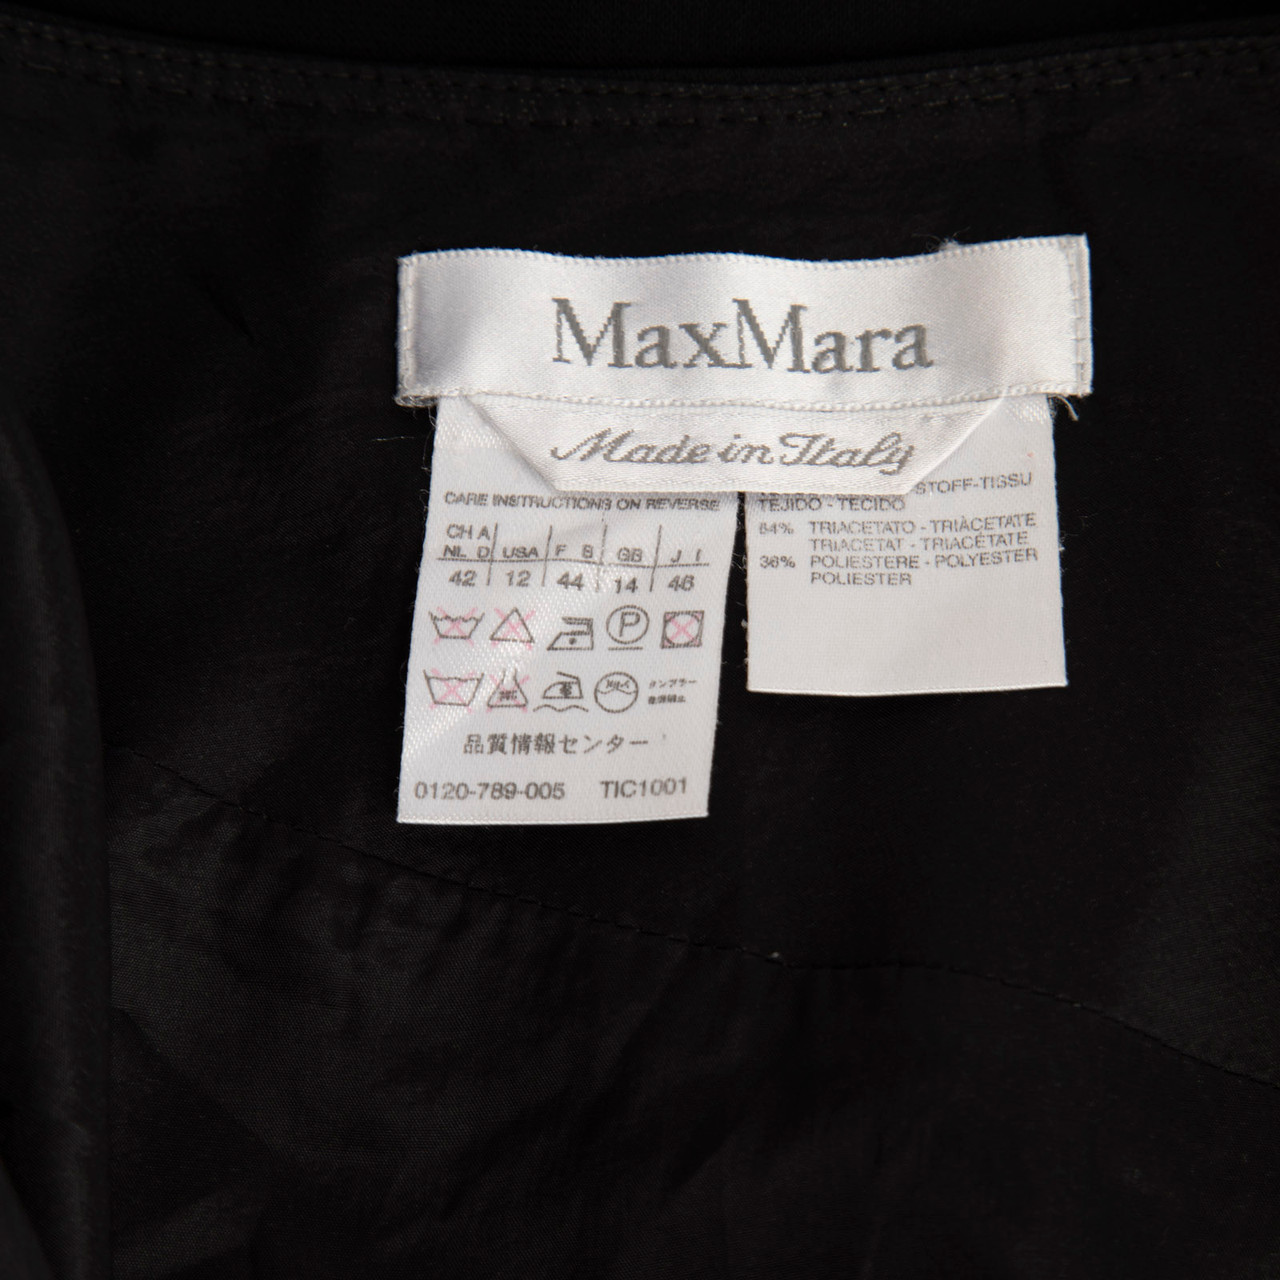 MaxMara
Made in Italy
CARE INSTRUCTIONS ON REVERSE
CH A
NL D USA F B GB J I
42 12 44 14 46
P
品質情報センター
0120-789-005 TIC1001
STOFF-TISSU
TEJIDO - TECIDO
64% TRIACETATO - TRIÀCETATE
TRIACETAT - TRIACÉTATE
36% POLIESTERE - POLYESTER
POLIESTER